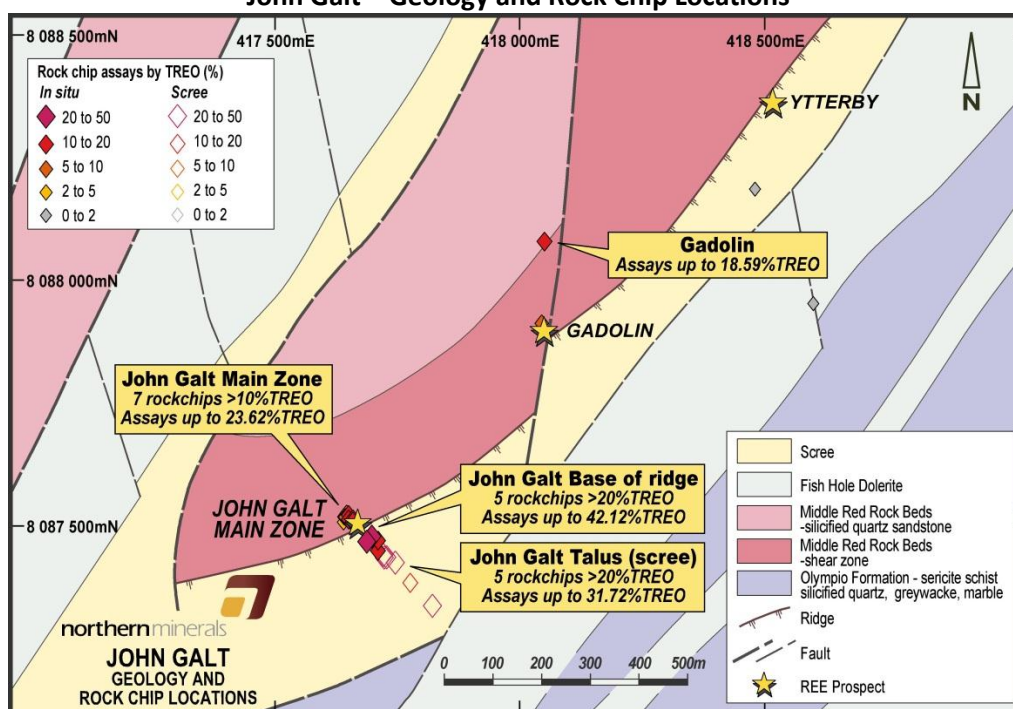 John Galt – Geology and Rock Chip Locations
8 088 500mN
417 500mE
418 000mE
418 500mE
Rock chip assays by TREO (%)
In situ
Scree
20 to 50
20 to 50
10 to 20
10 to 20
5 to 10
5 to 10
2 to 5
2 to 5
0 to 2
0 to 2
N
YTTERBY
Gadolin
Assays up to 18.59%TREO
8 088 000mN
GADOLIN
John Galt Main Zone
7 rockchips >10%TREO
Assays up to 23.62%TREO
John Galt Base of ridge
5 rockchips >20%TREO
Assays up to 42.12%TREO
JOHN GALT
MAIN ZONE
8 087 500mN
John Galt Talus (scree)
5 rockchips >20%TREO
Assays up to 31.72%TREO
Scree
Fish Hole Dolerite
Middle Red Rock Beds
-silicified quartz sandstone
Middle Red Rock Beds
-shear zone
Olympio Formation - sericite schist
silicified quartz, greywacke, marble
Ridge
Fault
REE Prospect
northernminerals
JOHN GALT
GEOLOGY AND
ROCK CHIP LOCATIONS
0 100 200 300 400 500m